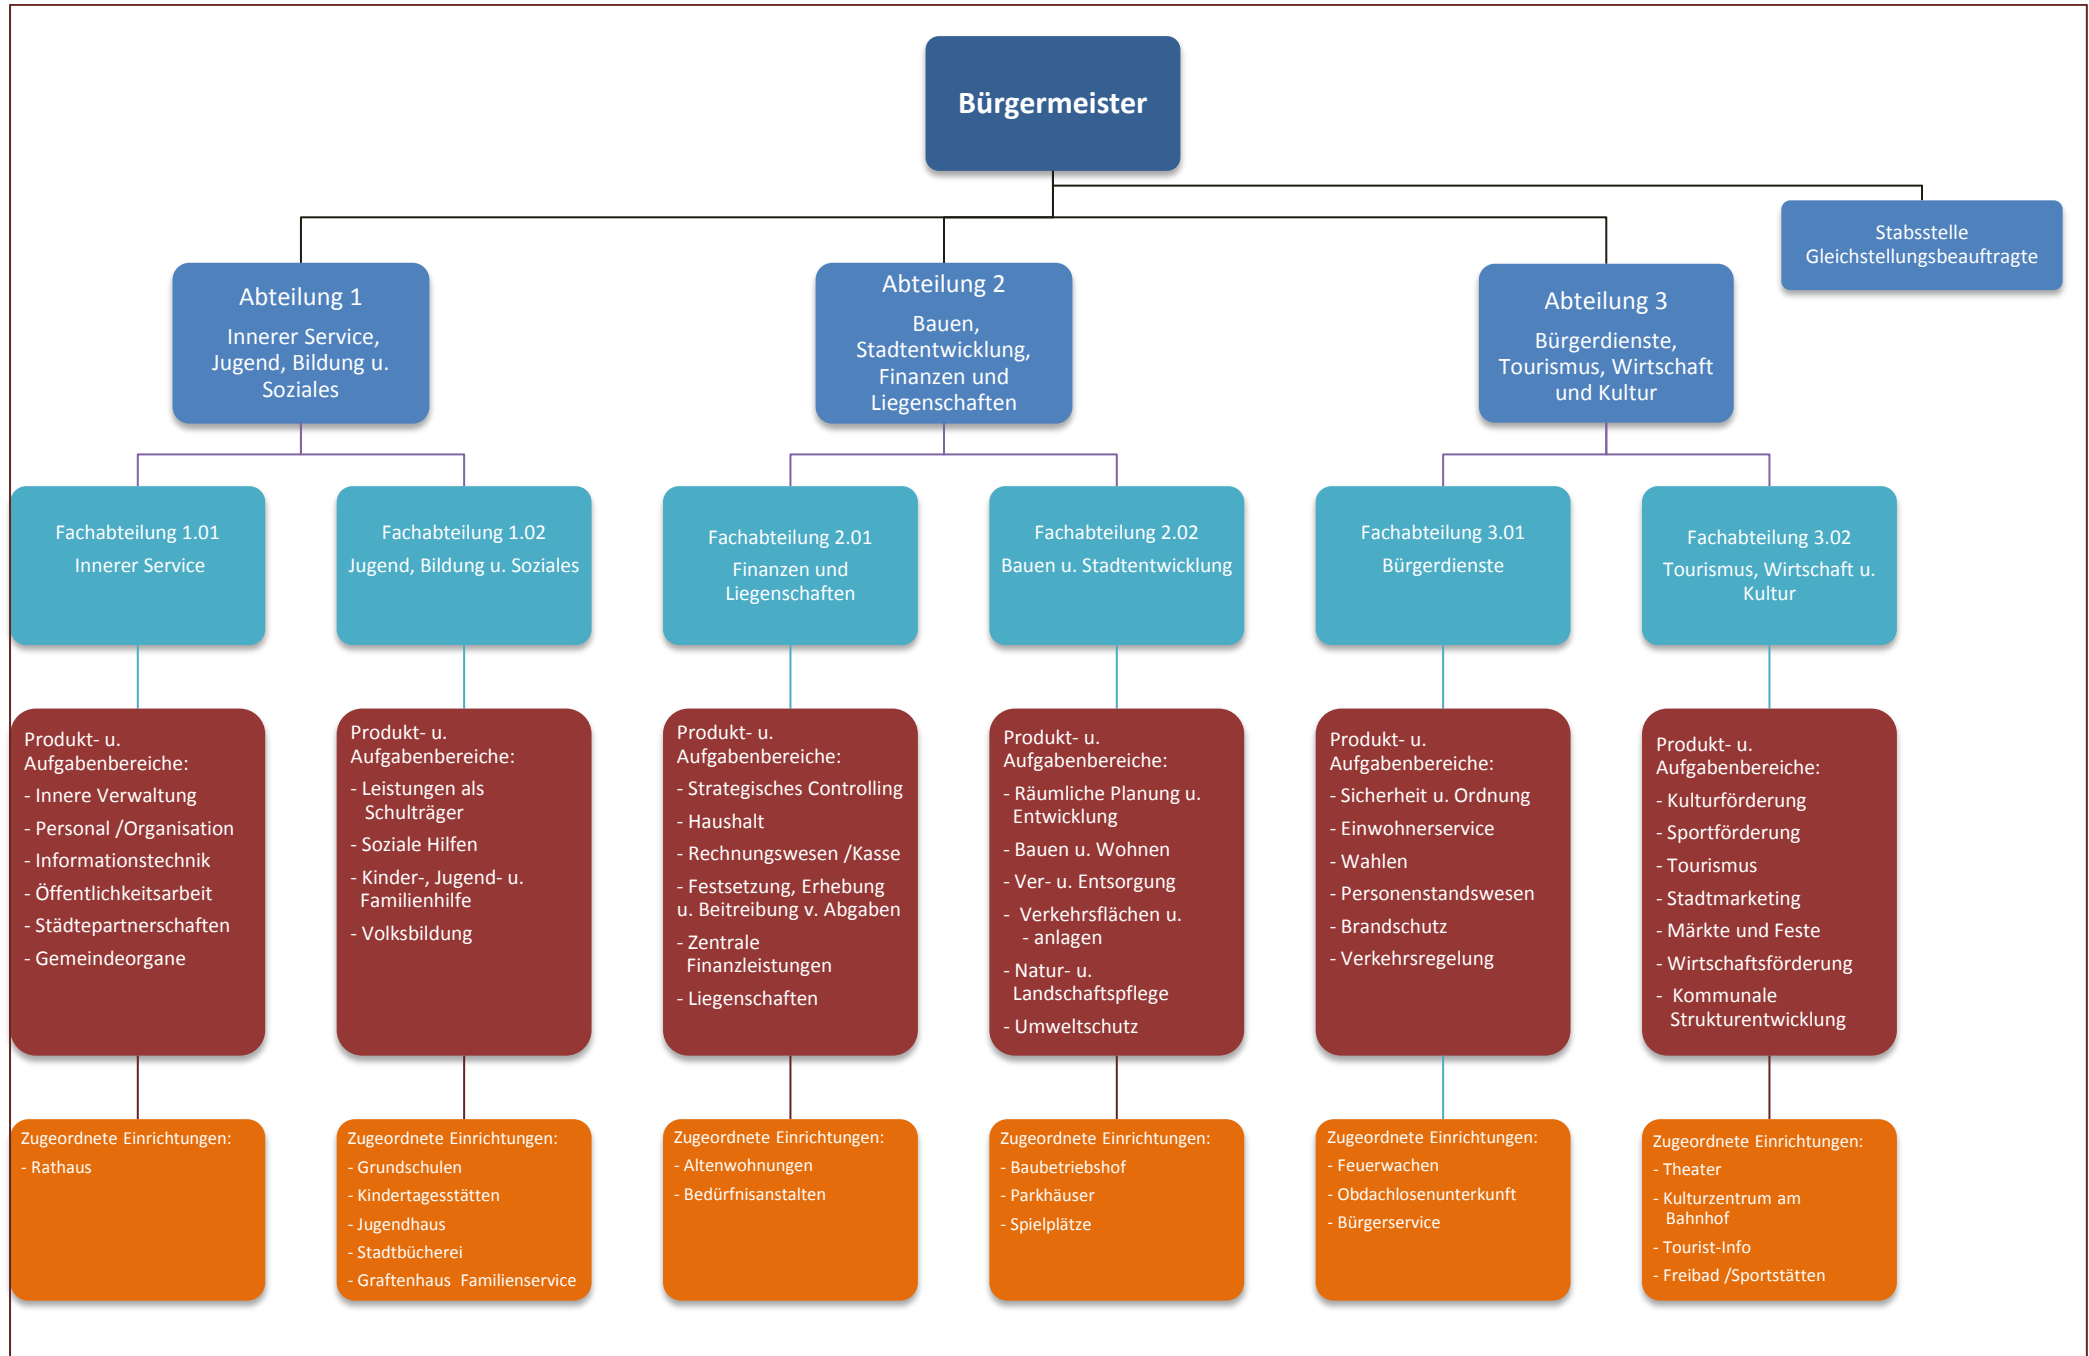 Bürgermeister
Stabsstelle
Gleichstellungsbeauftragte
Abteilung 1
Innerer Service,
Jugend, Bildung u.
Soziales
Abteilung 2
Bauen,
Stadtentwicklung,
Finanzen und
Liegenschaften
Abteilung 3
Bürgerdienste,
Tourismus, Wirtschaft
und Kultur
Fachabteilung 1.01
Innerer Service
Fachabteilung 1.02
Jugend, Bildung u. Soziales
Fachabteilung 2.01
Finanzen und
Liegenschaften
Fachabteilung 2.02
Bauen u. Stadtentwicklung
Fachabteilung 3.01
Bürgerdienste
Fachabteilung 3.02
Tourismus, Wirtschaft u.
Kultur
Produkt- u.
Aufgabenbereiche:
- Innere Verwaltung
- Personal /Organisation
- Informationstechnik
- Öffentlichkeitsarbeit
- Städtepartnerschaften
- Gemeindeorgane
Produkt- u.
Aufgabenbereiche:
- Leistungen als
Schulträger
- Soziale Hilfen
- Kinder-, Jugend- u.
Familienhilfe
- Volksbildung
Produkt- u.
Aufgabenbereiche:
- Strategisches Controlling
- Haushalt
- Rechnungswesen /Kasse
- Festsetzung, Erhebung
u. Beitreibung v. Abgaben
- Zentrale
Finanzleistungen
- Liegenschaften
Produkt- u.
Aufgabenbereiche:
- Räumliche Planung u.
Entwicklung
- Bauen u. Wohnen
- Ver- u. Entsorgung
- Verkehrsflächen u.
- anlagen
- Natur- u.
Landschaftspflege
- Umweltschutz
Produkt- u.
Aufgabenbereiche:
- Sicherheit u. Ordnung
- Einwohnerservice
- Wahlen
- Personenstandswesen
- Brandschutz
- Verkehrsregelung
Produkt- u.
Aufgabenbereiche:
- Kulturförderung
- Sportförderung
- Tourismus
- Stadtmarketing
- Märkte und Feste
- Wirtschaftsförderung
- Kommunale
Strukturentwicklung
Zugeordnete Einrichtungen:
- Rathaus
Zugeordnete Einrichtungen:
- Grundschulen
- Kindertagesstätten
- Jugendhaus
- Stadtbücherei
- Graftenhaus Familienservice
Zugeordnete Einrichtungen:
- Altenwohnungen
- Bedürfnisanstalten
Zugeordnete Einrichtungen:
- Baubetriebshof
- Parkhäuser
- Spielplätze
Zugeordnete Einrichtungen:
- Feuerwachen
- Obdachlosenunterkunft
- Bürgerservice
Zugeordnete Einrichtungen:
- Theater
- Kulturzentrum am
Bahnhof
- Tourist-Info
- Freibad /Sportstätten